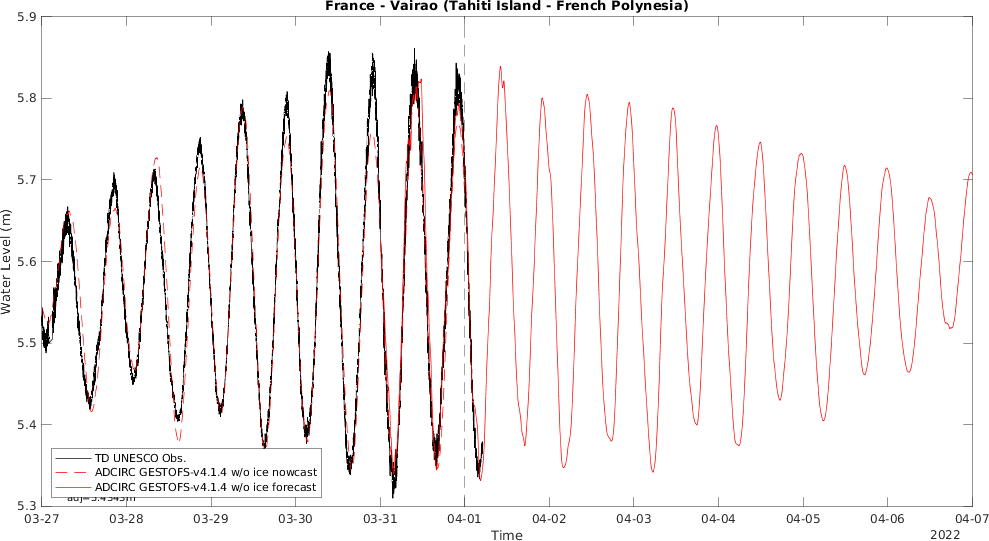 France - Vairao (Tahiti Island - French Polynesia)
5.9
5.8
5.7
5.6
5.5
5.4
5.3
Water Level (m)
TD UNESCO Obs.
ADCIRC GESTOFS-v4.1.4 w/o ice nowcast
ADCIRC GESTOFS-v4.1.4 w/o ice forecast
03-27 03-28 03-29 03-30 03-31 04-01 04-02 04-03 04-04 04-05 04-06 04-07
Time
2022